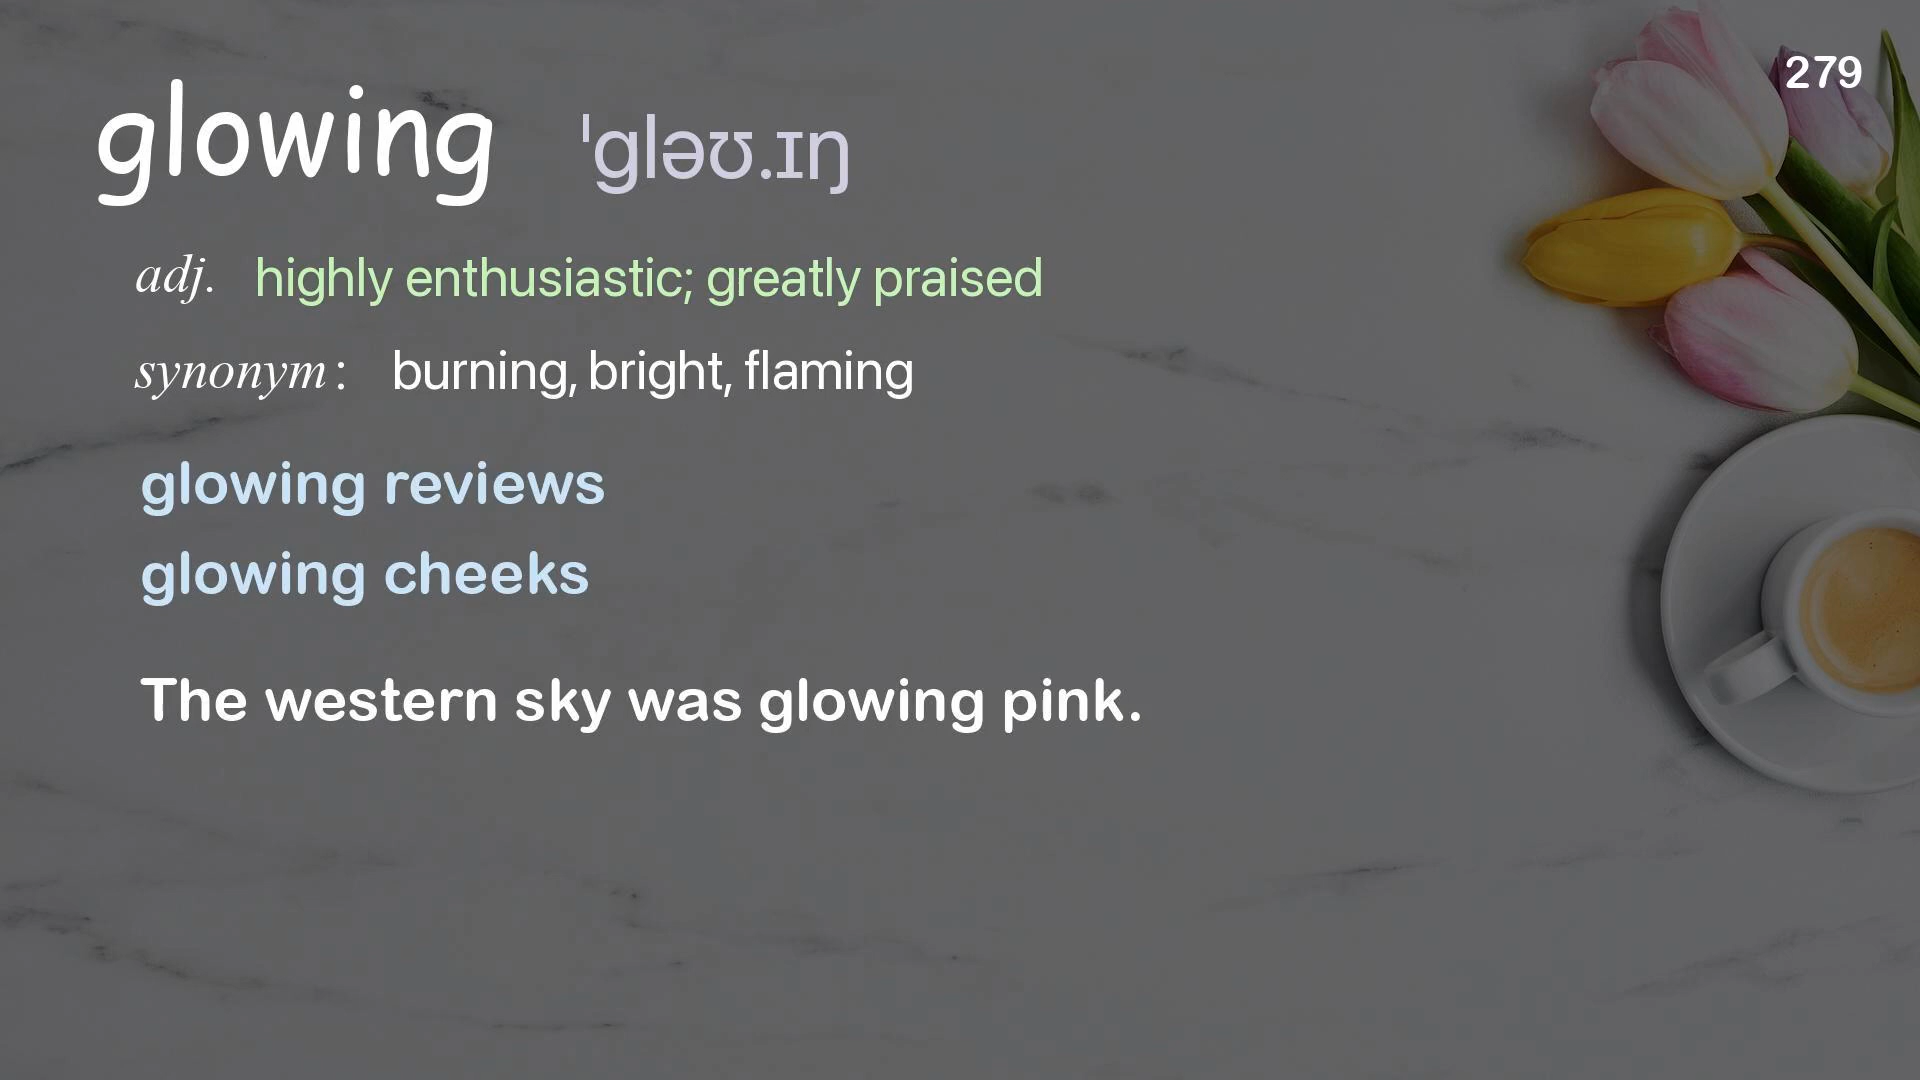 279
glowing ˈɡləʊ.ɪŋ
adj. highly enthusiastic; greatly praised
synonym: burning, bright, flaming
glowing reviews
glowing cheeks
The western sky was glowing pink.